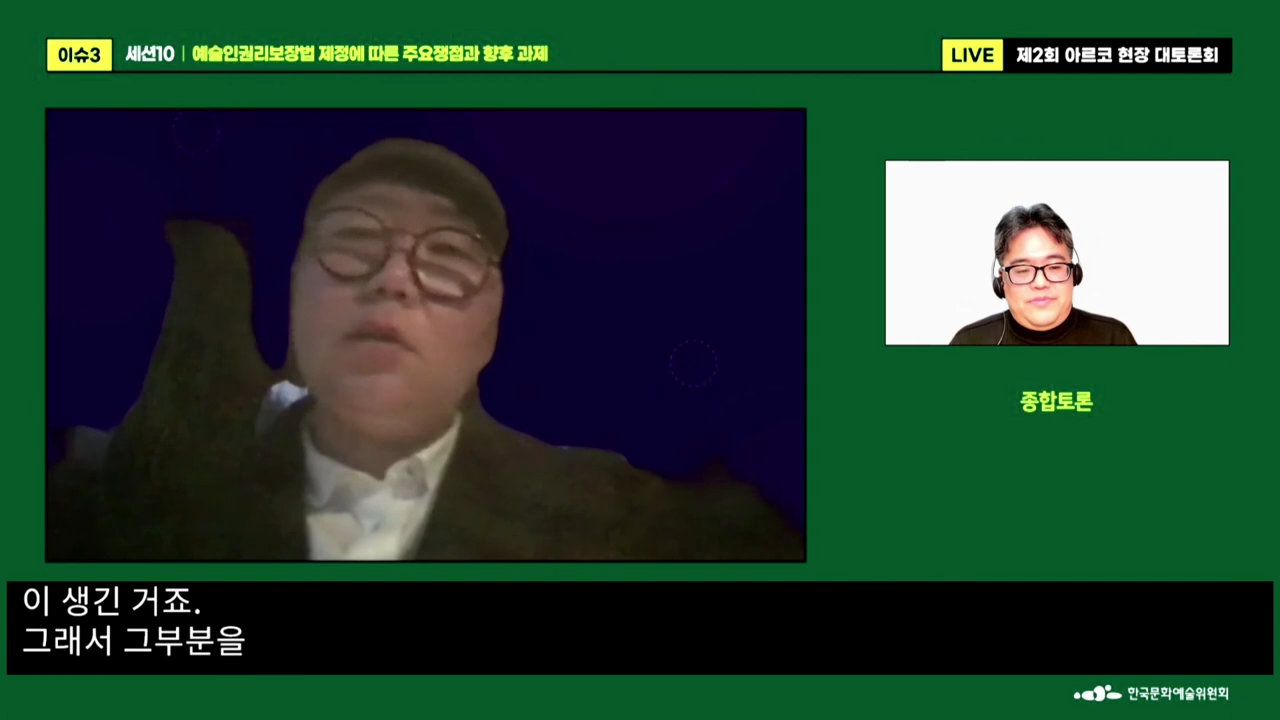 이슈3 세션10 | 예술인권리보장법 제정에 따른 주요쟁점과 향후 과제
LIVE 제2회 아르코 현장 대토론회
종합토론
이 생긴 거죠.
그래서 그부분을
한국문화예술위원회